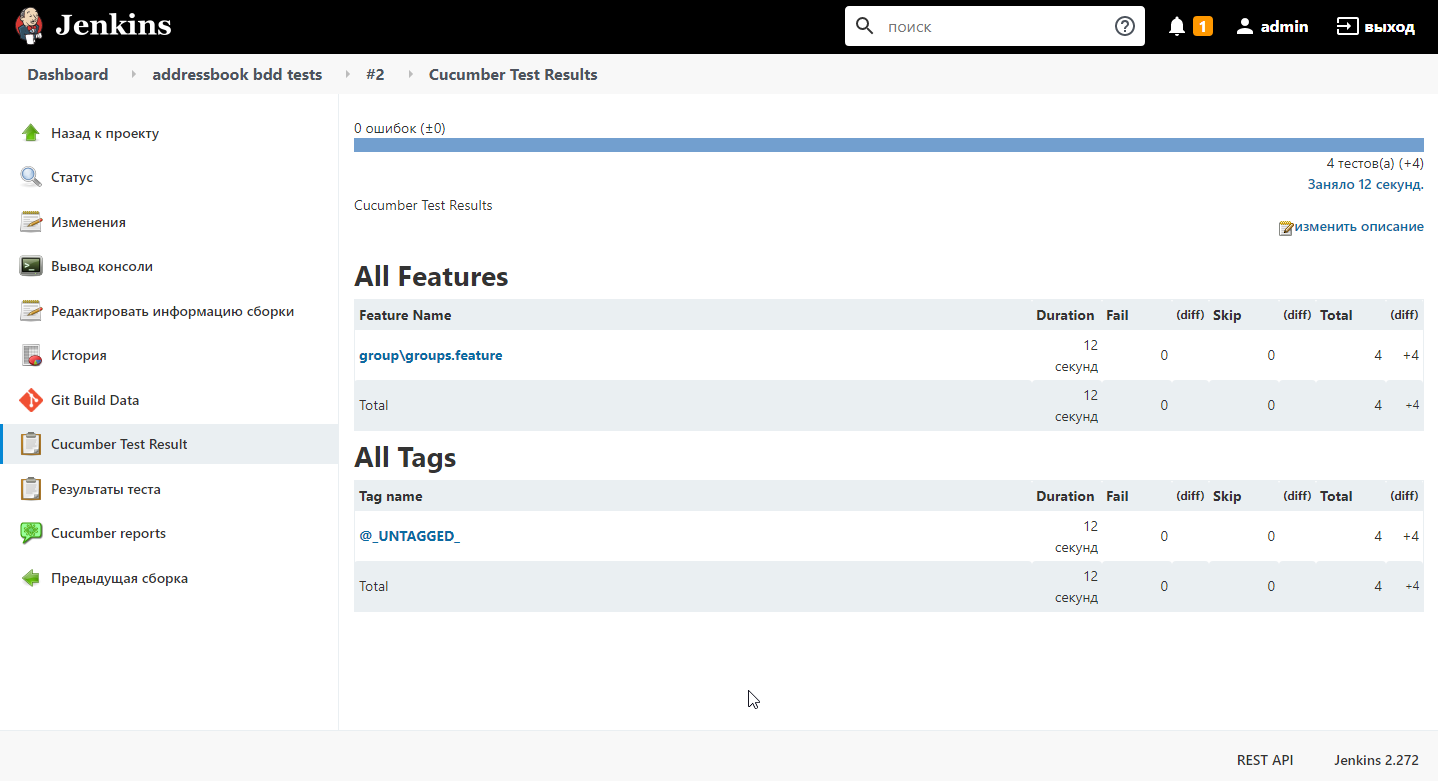 Jenkins
поиск
1
admin
выход
Dashboard
addressbook bdd tests
#2
Cucumber Test Results
Назад к проекту
Статус
Изменения
Вывод консоли
Редактировать информацию сборки
История
Git Build Data
Cucumber Test Result
Результаты теста
Cucumber reports
Предыдущая сборка
0 ошибок (±0)
4 тестов(а) (+4)
Заняло 12 секунд.
Cucumber Test Results
изменить описание
All Features
Feature Name Duration Fail (diff) Skip (diff) Total (diff)
group\groups.feature 12 секунд 0 0 4 +4
Total 12 секунд 0 0 4 +4
All Tags
Tag name Duration Fail (diff) Skip (diff) Total (diff)
@_UNTAGGED_ 12 секунд 0 0 4 +4
Total 12 секунд 0 0 4 +4
REST API
Jenkins 2.272